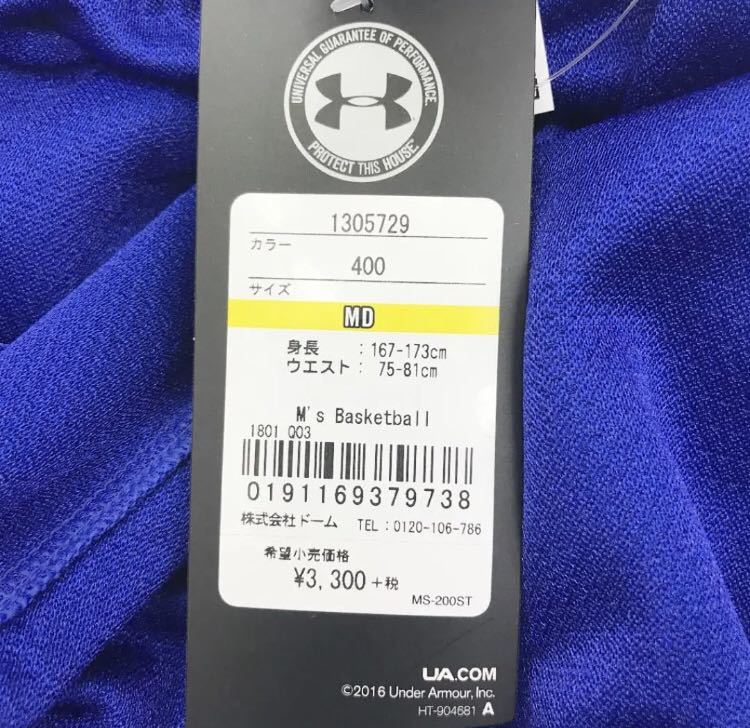 UNIVERSAL GUARANTEE OF PERFORMANCE
PROTECT THIS HOUSE
1305729
カラー
400
サイズ
MD
身長 : 167-173cm
ウエスト : 75-81cm
M's Basketball
1801 Q03
0191169379738
株式会社ドーム TEL : 0120-106-786
希望小売価格
¥3,300+税
MS-200ST
UA.COM
©2016 Under Armour, Inc.
HT-904681 A